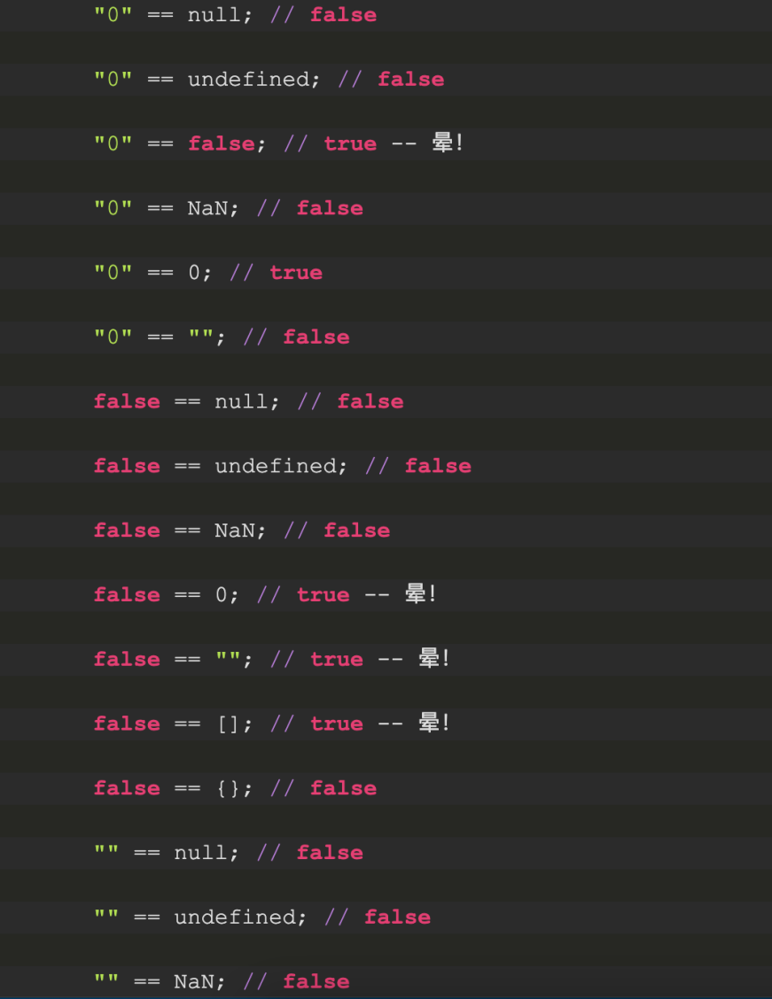 "0" == null; // false
"0" == undefined; // false
"0" == false; // true -- 晕!
"0" == NaN; // false
"0" == 0; // true
"0" == ""; // false
false == null; // false
false == undefined; // false
false == NaN; // false
false == 0; // true -- 晕!
false == ""; // true -- 晕!
false == []; // true -- 晕!
false == {}; // false
"" == null; // false
"" == undefined; // false
"" == NaN; // false